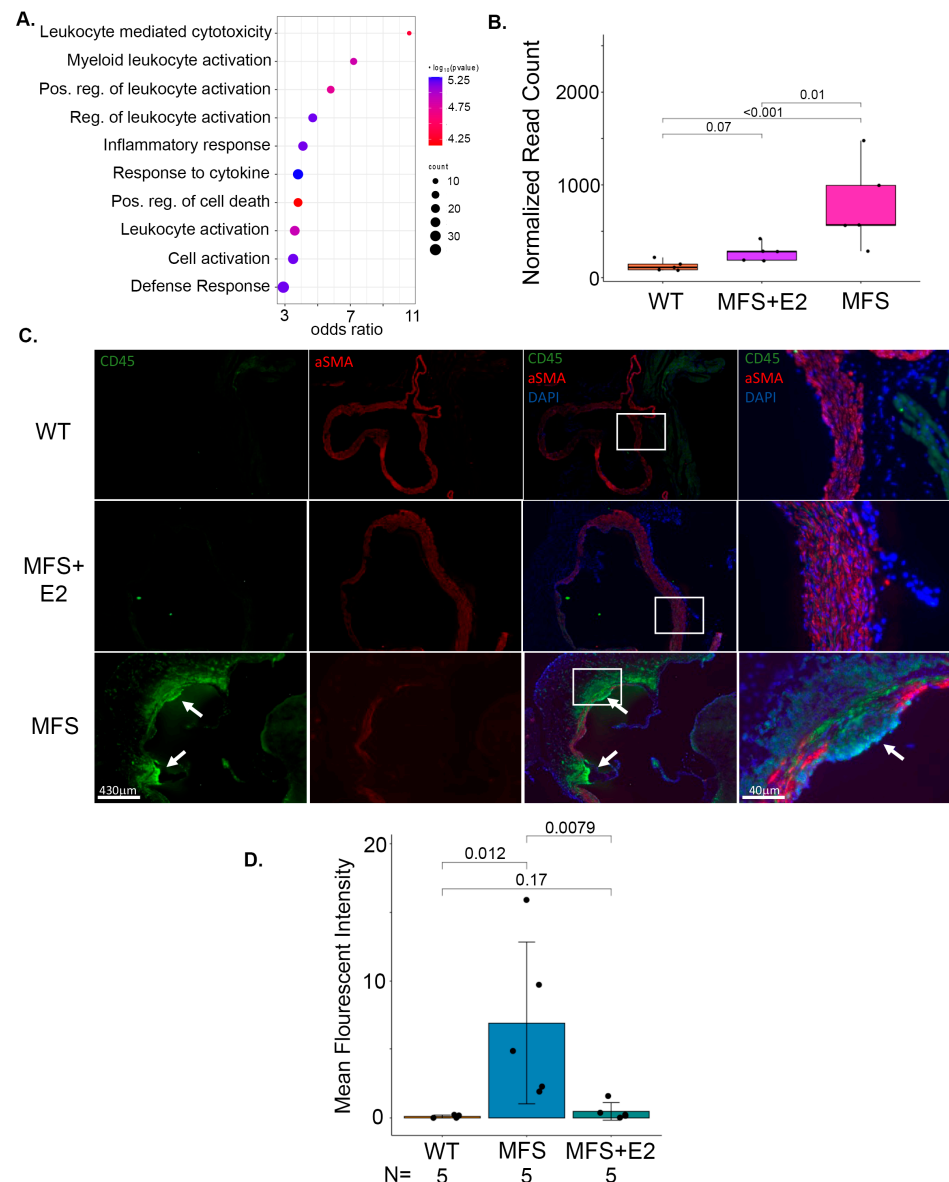 A.
Leukocyte mediated cytotoxicity
Myeloid leukocyte activation
Pos. reg. of leukocyte activation
Reg. of leukocyte activation
Inflammatory response
Response to cytokine
Pos. reg. of cell death
Leukocyte activation
Cell activation
Defense Response
3 7 11
odds ratio
- log10(pvalue)
5.25
4.75
4.25
count
10
20
30
B.
Normalized Read Count
2000
1000
0
0.01
<0.001
0.07
WT MFS+E2 MFS
C.
CD45 aSMA CD45 CD45
aSMA aSMA
DAPI DAPI
WT
MFS+
E2
MFS
430µm 40µm
D.
Mean Flourescent Intensity
20
10
0
0.0079
0.012
0.17
WT MFS MFS+E2
N= 5 5 5